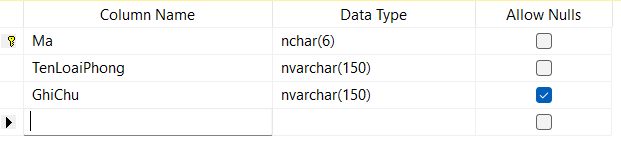 Column Name Data Type Allow Nulls
Ma nchar(6)
TenLoaiPhong nvarchar(150)
GhiChu nvarchar(150)